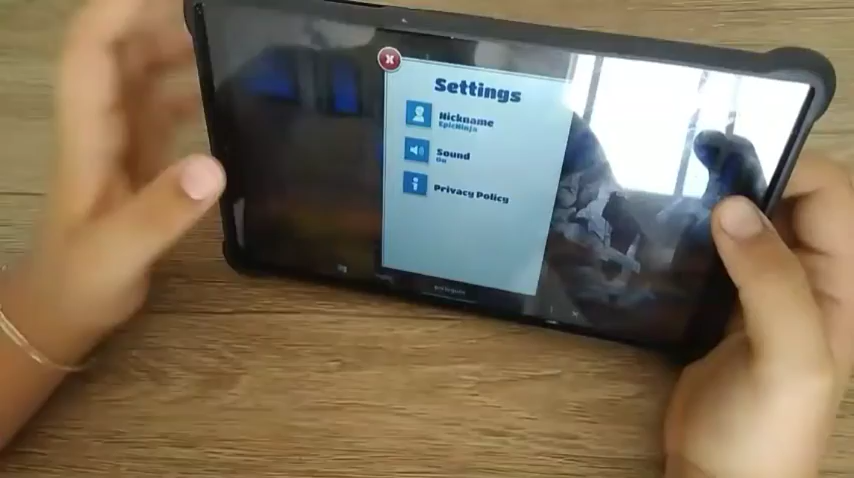 X
Settings
Nickname
EpicNinja
Sound
On
Privacy Policy